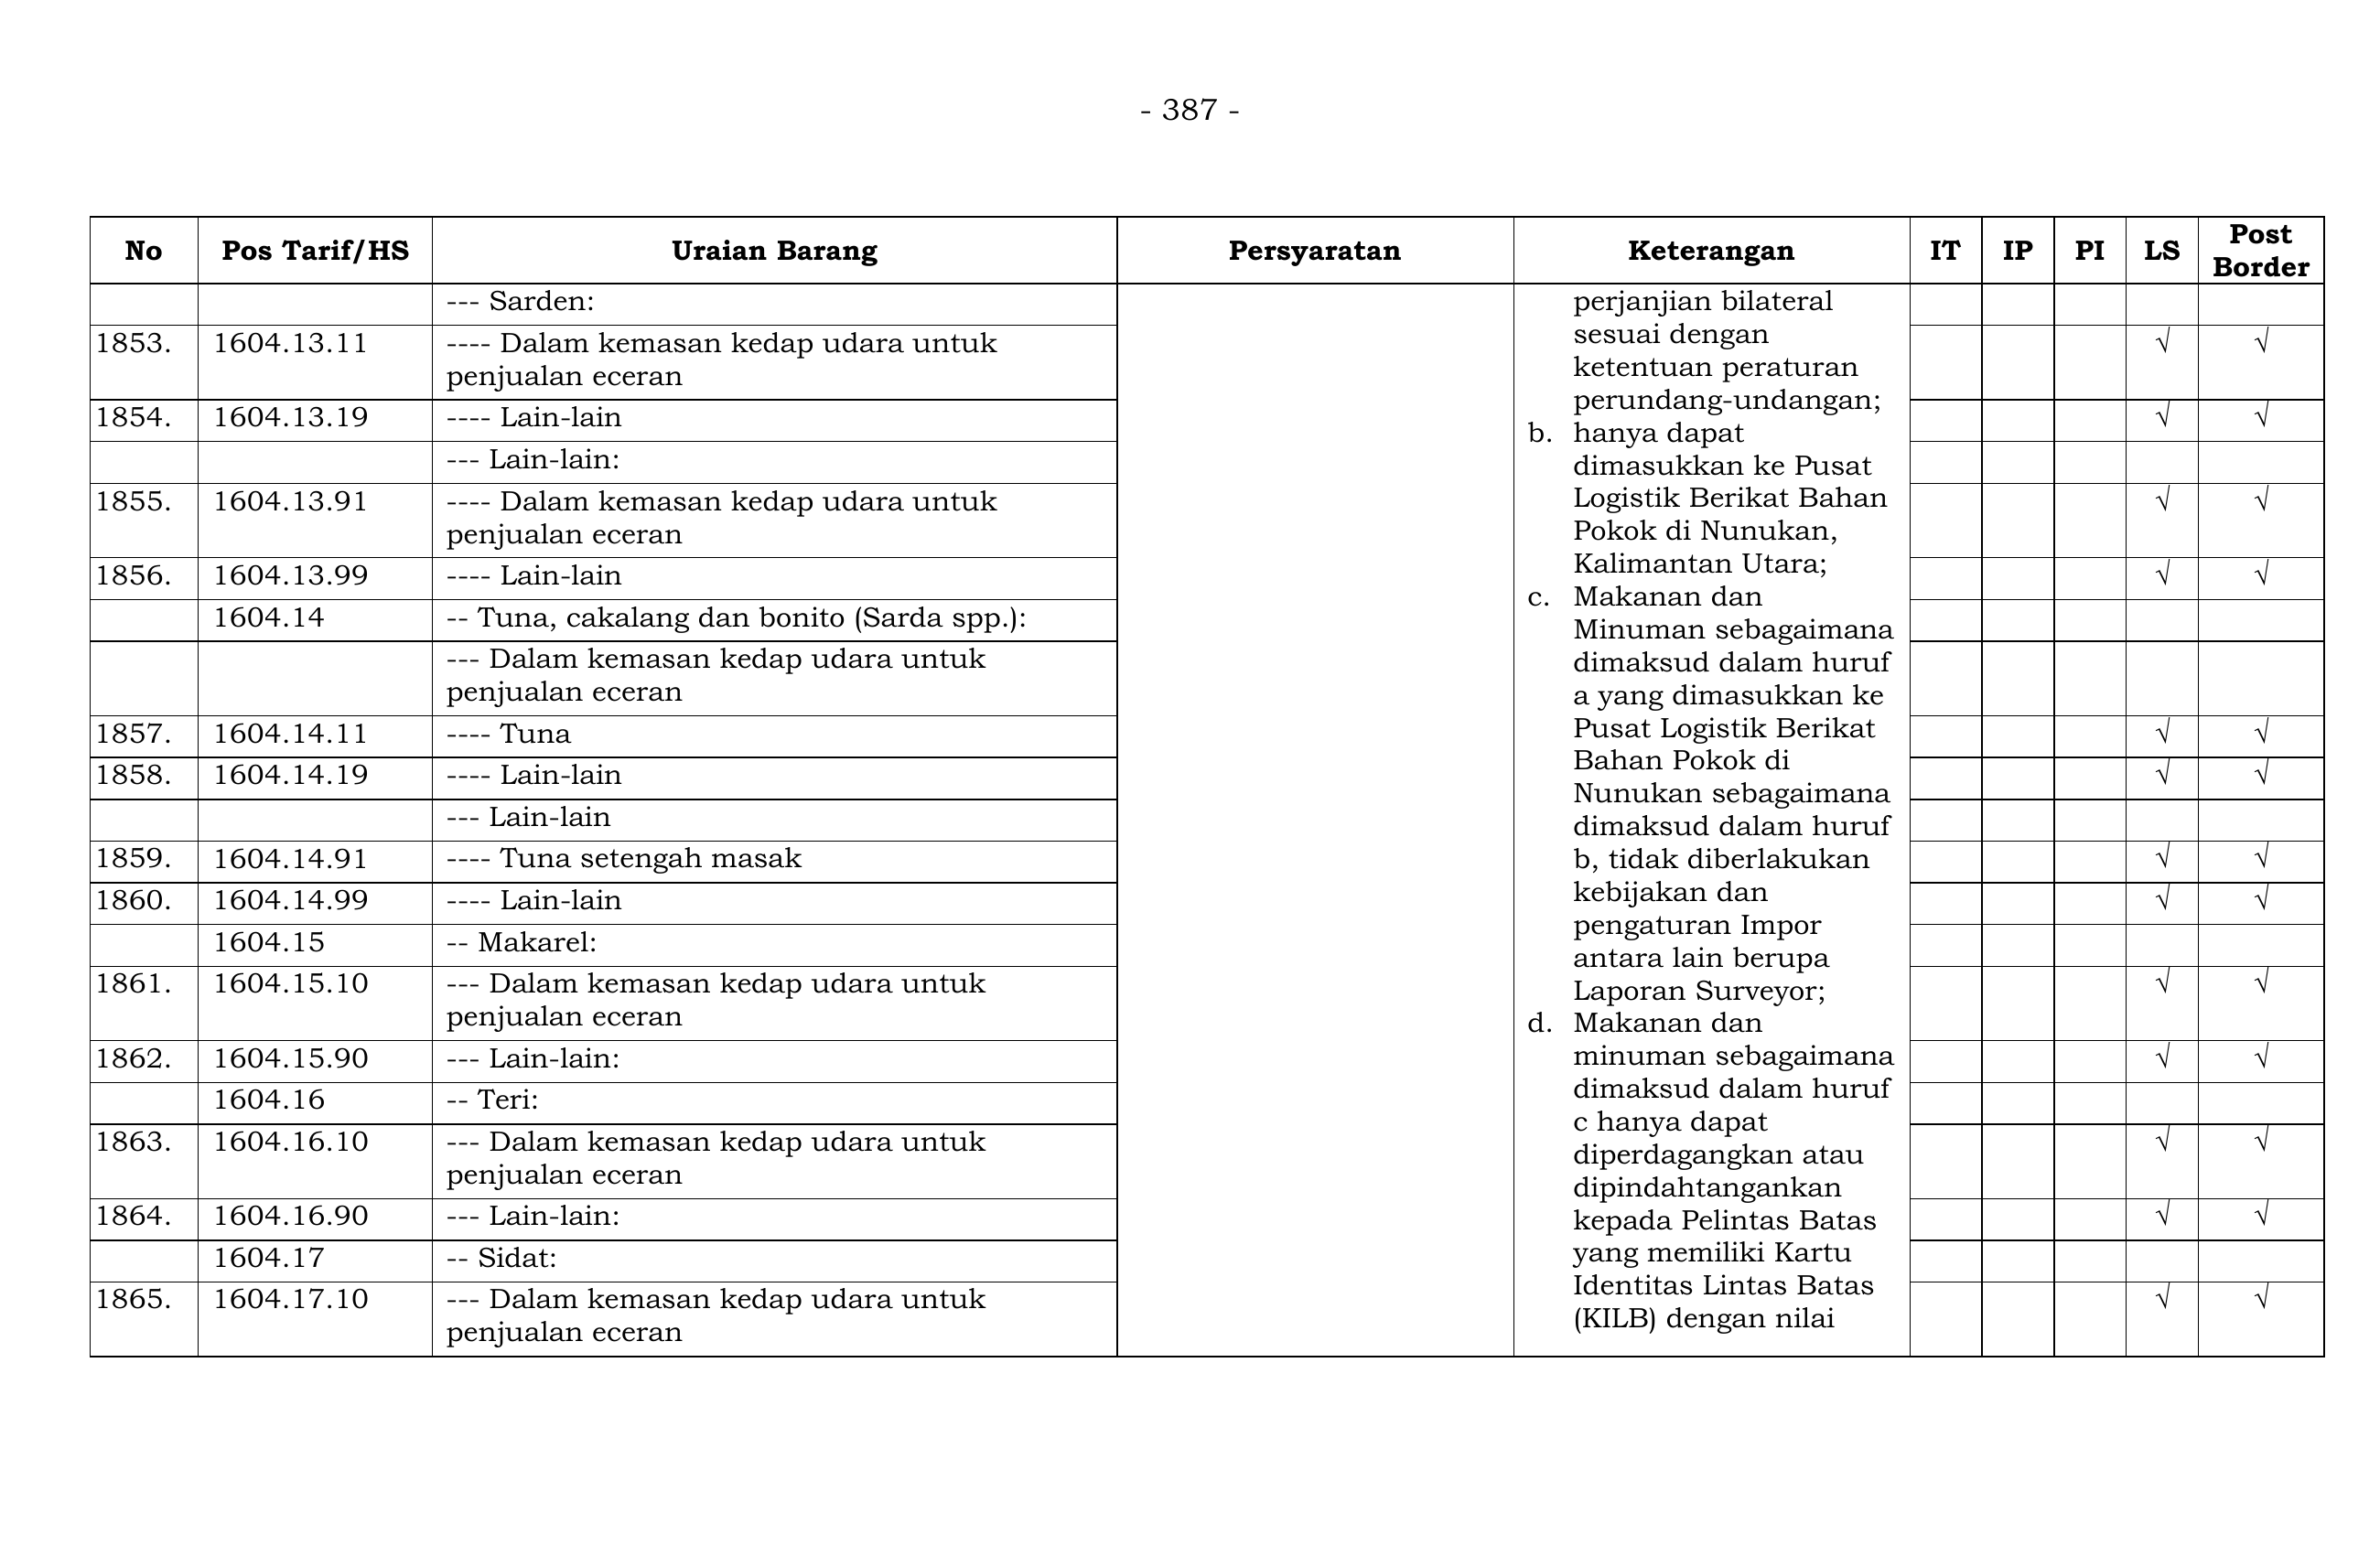 - 387 -
No Pos Tarif/HS Uraian Barang Persyaratan Keterangan IT IP PI LS Post Border
--- Sarden:
1853. 1604.13.11 ---- Dalam kemasan kedap udara untuk √ √
penjualan eceran
1854. 1604.13.19 ---- Lain-lain √ √
--- Lain-lain:
1855. 1604.13.91 ---- Dalam kemasan kedap udara untuk √ √
penjualan eceran
1856. 1604.13.99 ---- Lain-lain √ √
1604.14 -- Tuna, cakalang dan bonito (Sarda spp.):
--- Dalam kemasan kedap udara untuk
penjualan eceran
1857. 1604.14.11 ---- Tuna √ √
1858. 1604.14.19 ---- Lain-lain √ √
--- Lain-lain
1859. 1604.14.91 ---- Tuna setengah masak √ √
1860. 1604.14.99 ---- Lain-lain √ √
1604.15 -- Makarel:
1861. 1604.15.10 --- Dalam kemasan kedap udara untuk √ √
penjualan eceran
1862. 1604.15.90 --- Lain-lain: √ √
1604.16 -- Teri:
1863. 1604.16.10 --- Dalam kemasan kedap udara untuk √ √
penjualan eceran
1864. 1604.16.90 --- Lain-lain: √ √
1604.17 -- Sidat:
1865. 1604.17.10 --- Dalam kemasan kedap udara untuk √ √
penjualan eceran
perjanjian bilateral
sesuai dengan
ketentuan peraturan
perundang-undangan;
b. hanya dapat
dimasukkan ke Pusat
Logistik Berikat Bahan
Pokok di Nunukan,
Kalimantan Utara;
c. Makanan dan
Minuman sebagaimana
dimaksud dalam huruf
a yang dimasukkan ke
Pusat Logistik Berikat
Bahan Pokok di
Nunukan sebagaimana
dimaksud dalam huruf
b, tidak diberlakukan
kebijakan dan
pengaturan Impor
antara lain berupa
Laporan Surveyor;
d. Makanan dan
minuman sebagaimana
dimaksud dalam huruf
c hanya dapat
diperdagangkan atau
dipindahtangankan
kepada Pelintas Batas
yang memiliki Kartu
Identitas Lintas Batas
(KILB) dengan nilai